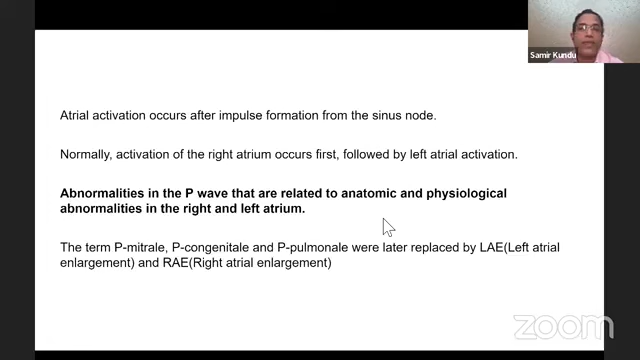 Samir Kundu
Atrial activation occurs after impulse formation from the sinus node.
Normally, activation of the right atrium occurs first, followed by left atrial activation.
Abnormalities in the P wave that are related to anatomic and physiological
abnormalities in the right and left atrium.
The term P-mitrale, P-congenitale and P-pulmonale were later replaced by LAE(Left atrial
enlargement) and RAE(Right atrial enlargement)
zoom